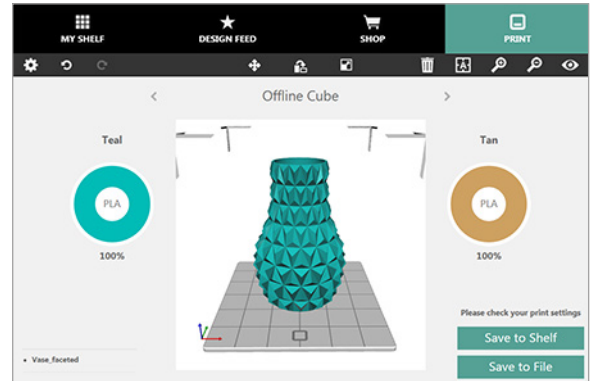 MY SHELF
DESIGN FEED
SHOP
PRINT
A
Offline Cube
Teal
Tan
PLA
PLA
100%
100%
Please check your print settings
Save to Shelf
Vase_faceted
Save to File